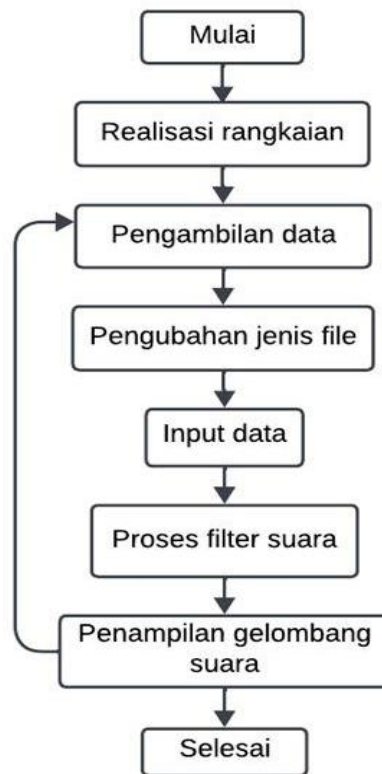 Mulai
Realisasi rangkaian
Pengambilan data
Pengubahan jenis file
Input data
Proses filter suara
Penampilan gelombang
suara
Selesai